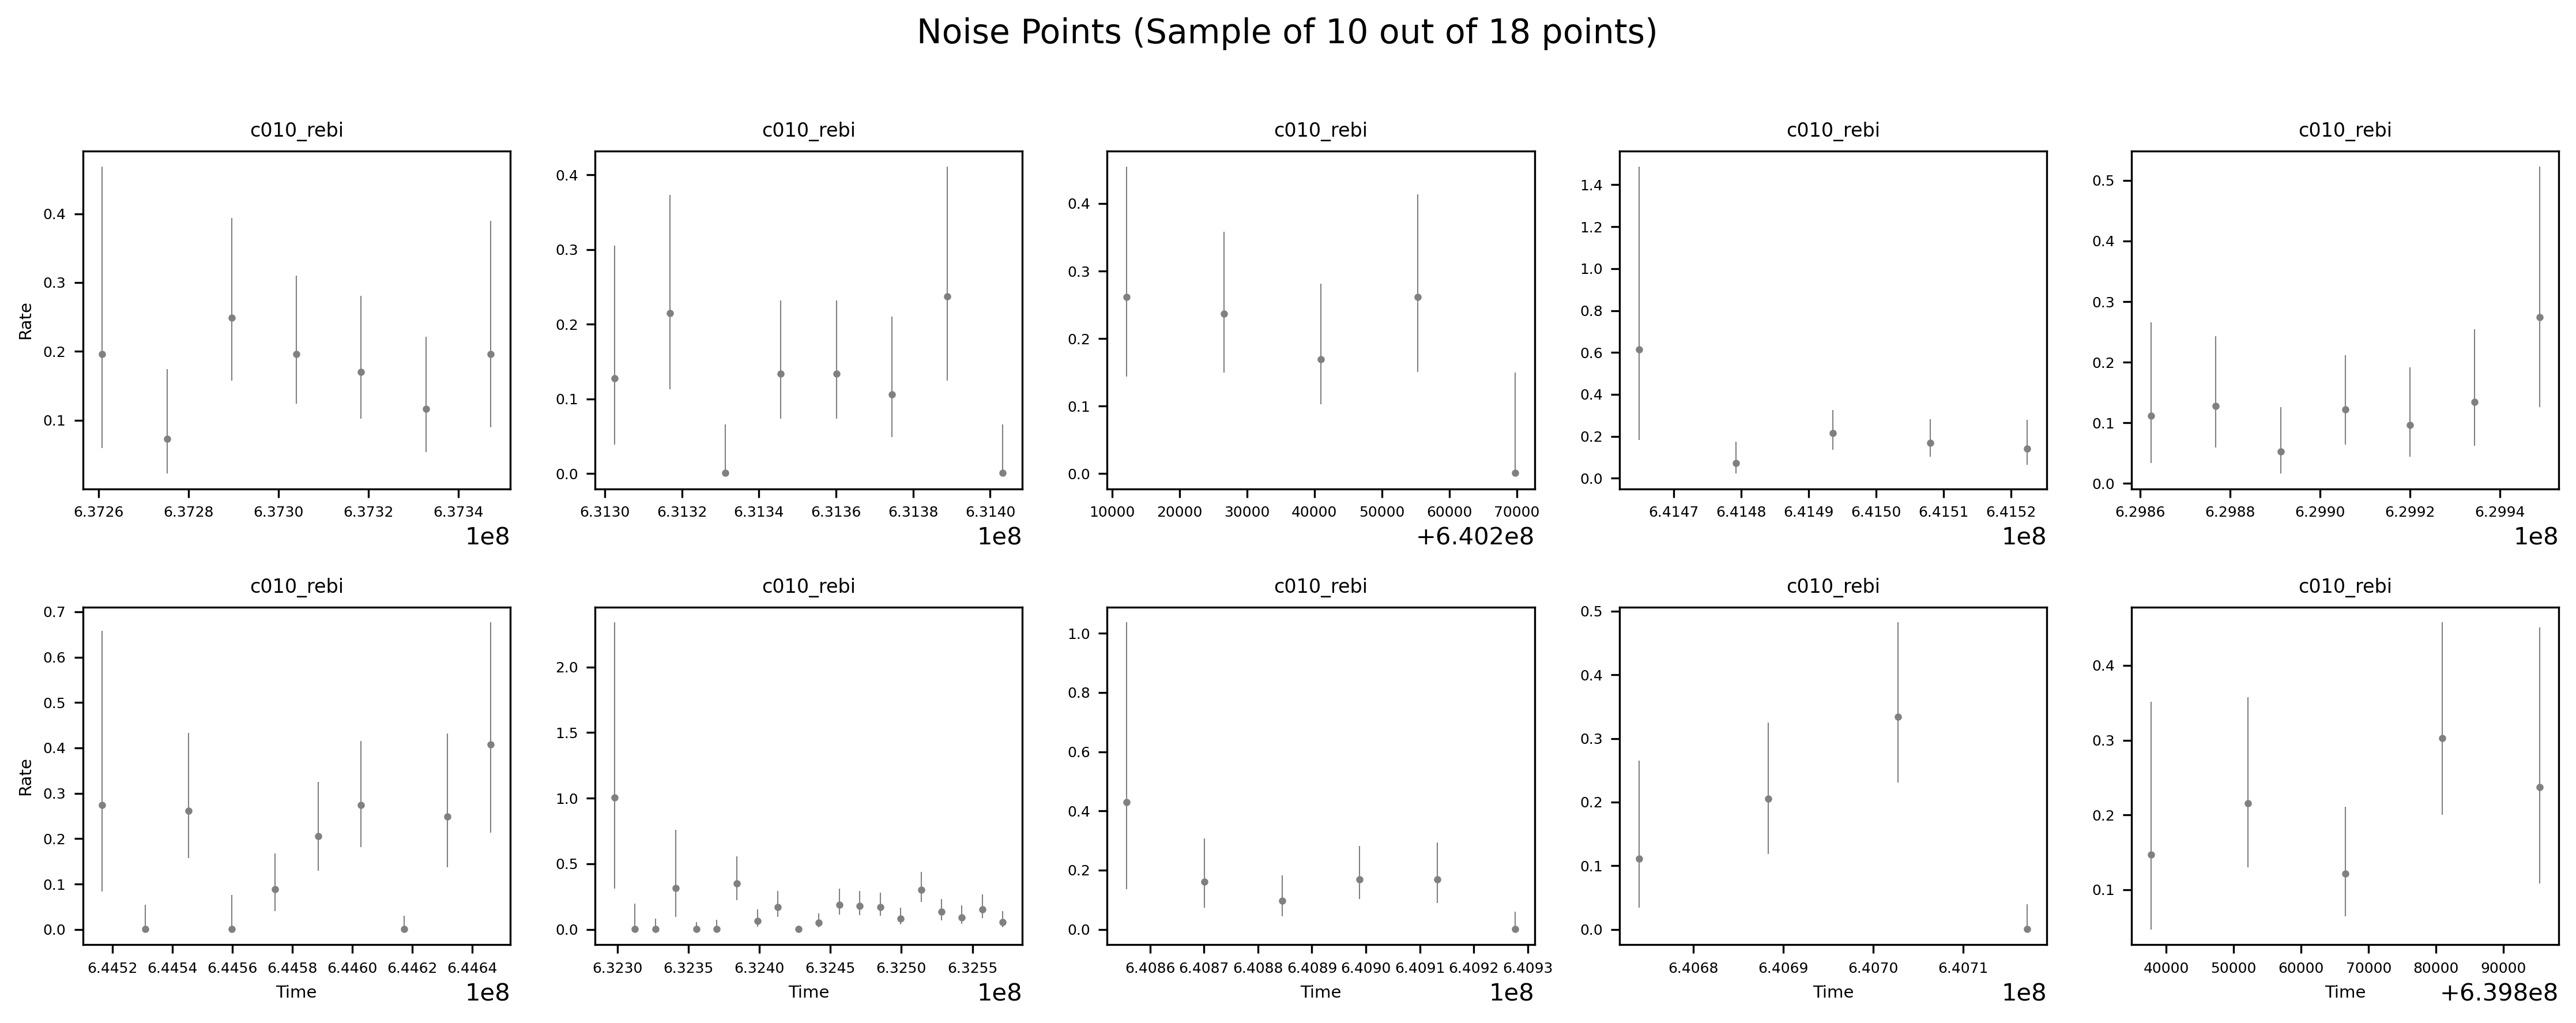 Noise Points (Sample of 10 out of 18 points)
c010_rebi c010_rebi c010_rebi c010_rebi c010_rebi
Rate
0.4
0.3
0.2
0.1
6.3726 6.3728 6.3730 6.3732 6.3734
1e8
0.4
0.3
0.2
0.1
0.0
6.3130 6.3132 6.3134 6.3136 6.3138 6.3140
1e8
0.4
0.3
0.2
0.1
0.0
10000 20000 30000 40000 50000 60000 70000
+6.402e8
1.4
1.2
1.0
0.8
0.6
0.4
0.2
0.0
6.4147 6.4148 6.4149 6.4150 6.4151 6.4152
1e8
0.5
0.4
0.3
0.2
0.1
0.0
6.2986 6.2988 6.2990 6.2992 6.2994
1e8
c010_rebi c010_rebi c010_rebi c010_rebi c010_rebi
Rate
0.7
0.6
0.5
0.4
0.3
0.2
0.1
0.0
6.4452 6.4454 6.4456 6.4458 6.4460 6.4462 6.4464
Time
1e8
2.0
1.5
1.0
0.5
0.0
6.3230 6.3235 6.3240 6.3245 6.3250 6.3255
Time
1e8
1.0
0.8
0.6
0.4
0.2
0.0
6.4086 6.4087 6.4088 6.4089 6.4090 6.4091 6.4092 6.4093
Time
1e8
0.5
0.4
0.3
0.2
0.1
0.0
6.4068 6.4069 6.4070 6.4071
Time
1e8
0.4
0.3
0.2
0.1
40000 50000 60000 70000 80000 90000
Time
+6.398e8